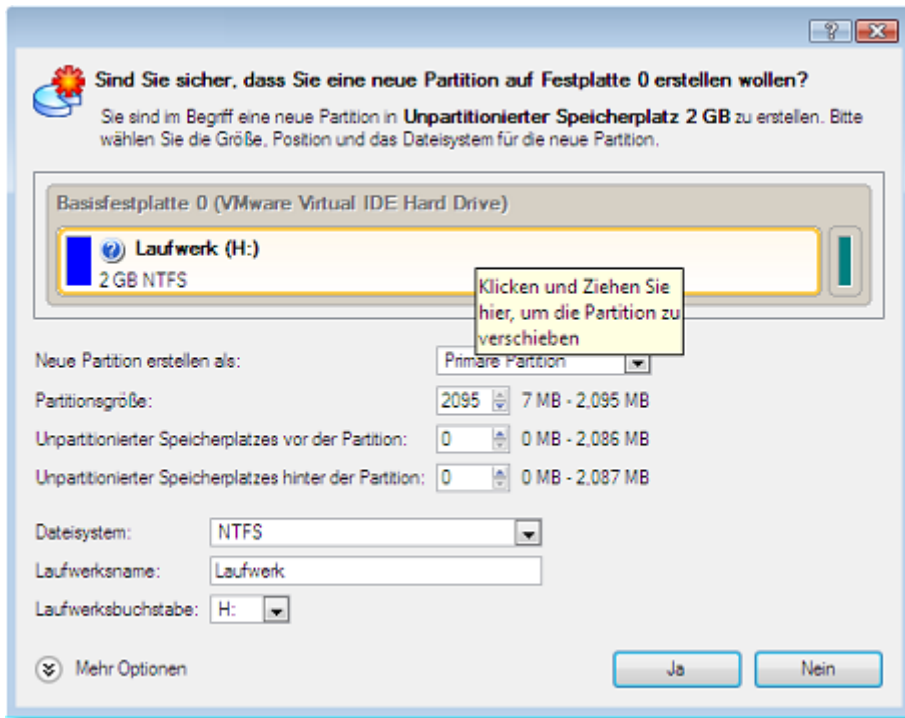 Sind Sie sicher, dass Sie eine neue Partition auf Festplatte 0 erstellen wollen?
Sie sind im Begriff eine neue Partition in Unpartitionierter Speicherplatz 2 GB zu erstellen. Bitte
wählen Sie die Größe, Position und das Dateisystem für die neue Partition.
Basisfestplatte 0 (VMware Virtual IDE Hard Drive)
Laufwerk (H:)
2 GB NTFS
Klicken und Ziehen Sie
hier, um die Partition zu
verschieben
Neue Partition erstellen als: Primäre Partition
Partitionsgröße: 2095 7 MB - 2,095 MB
Unpartitionierter Speicherplatzes vor der Partition: 0 0 MB - 2,086 MB
Unpartitionierter Speicherplatzes hinter der Partition: 0 0 MB - 2,087 MB
Dateisystem: NTFS
Laufwerksname: Laufwerk
Laufwerksbuchstabe: H:
Mehr Optionen Ja Nein